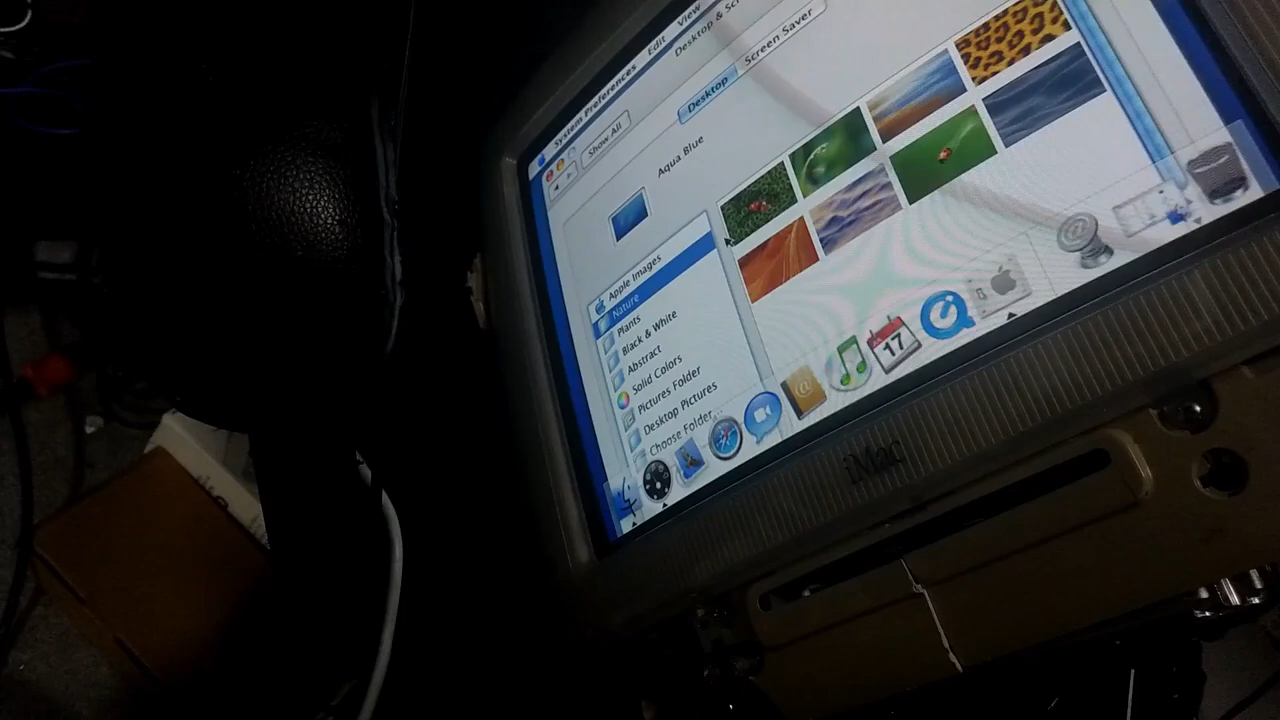 System Preferences Edit View
Desktop & Scr
Show All
Desktop Screen Saver
Aqua Blue
Apple Images
Nature
Plants
Black & White
Abstract
Solid Colors
Pictures Folder
Desktop Pictures
Choose Folder...
17
iMac